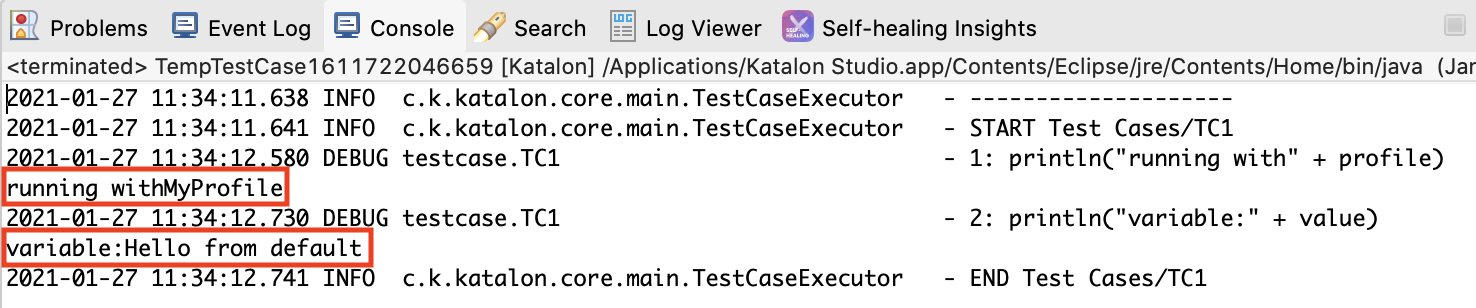 Problems Event Log Console Search Log Viewer Self-healing Insights
<terminated> TempTestCase1611722046659 [Katalon] /Applications/Katalon Studio.app/Contents/Eclipse/jre/Contents/Home/bin/java (Jan
2021-01-27 11:34:11.638 INFO c.k.katalon.core.main.TestCaseExecutor - --------------------
2021-01-27 11:34:11.641 INFO c.k.katalon.core.main.TestCaseExecutor - START Test Cases/TC1
2021-01-27 11:34:12.580 DEBUG testcase.TC1 - 1: println("running with" + profile)
running withMyProfile
2021-01-27 11:34:12.730 DEBUG testcase.TC1 - 2: println("variable:" + value)
variable:Hello from default
2021-01-27 11:34:12.741 INFO c.k.katalon.core.main.TestCaseExecutor - END Test Cases/TC1